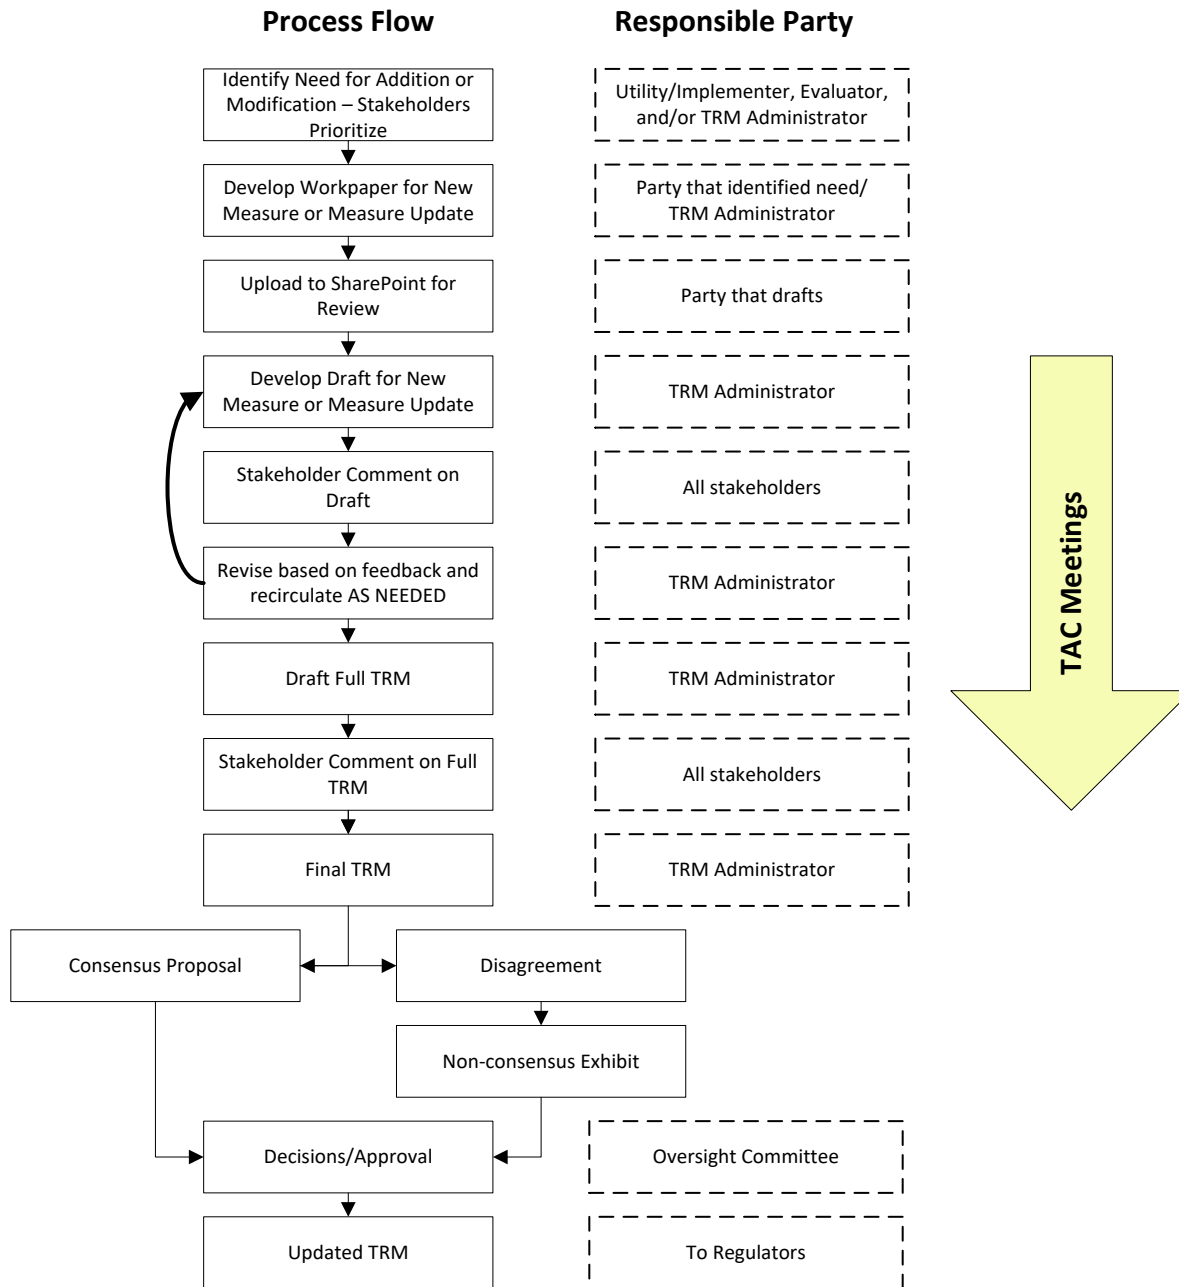 Process Flow
Responsible Party
Identify Need for Addition or
Modification – Stakeholders
Prioritize
Utility/Implementer, Evaluator,
and/or TRM Administrator
Develop Workpaper for New
Measure or Measure Update
Party that identified need/
TRM Administrator
Upload to SharePoint for
Review
Party that drafts
Develop Draft for New
Measure or Measure Update
TRM Administrator
Stakeholder Comment on
Draft
All stakeholders
Revise based on feedback and
recirculate AS NEEDED
TRM Administrator
Draft Full TRM
TRM Administrator
Stakeholder Comment on Full
TRM
All stakeholders
Final TRM
TRM Administrator
TAC Meetings
Consensus Proposal
Disagreement
Non-consensus Exhibit
Decisions/Approval
Oversight Committee
Updated TRM
To Regulators